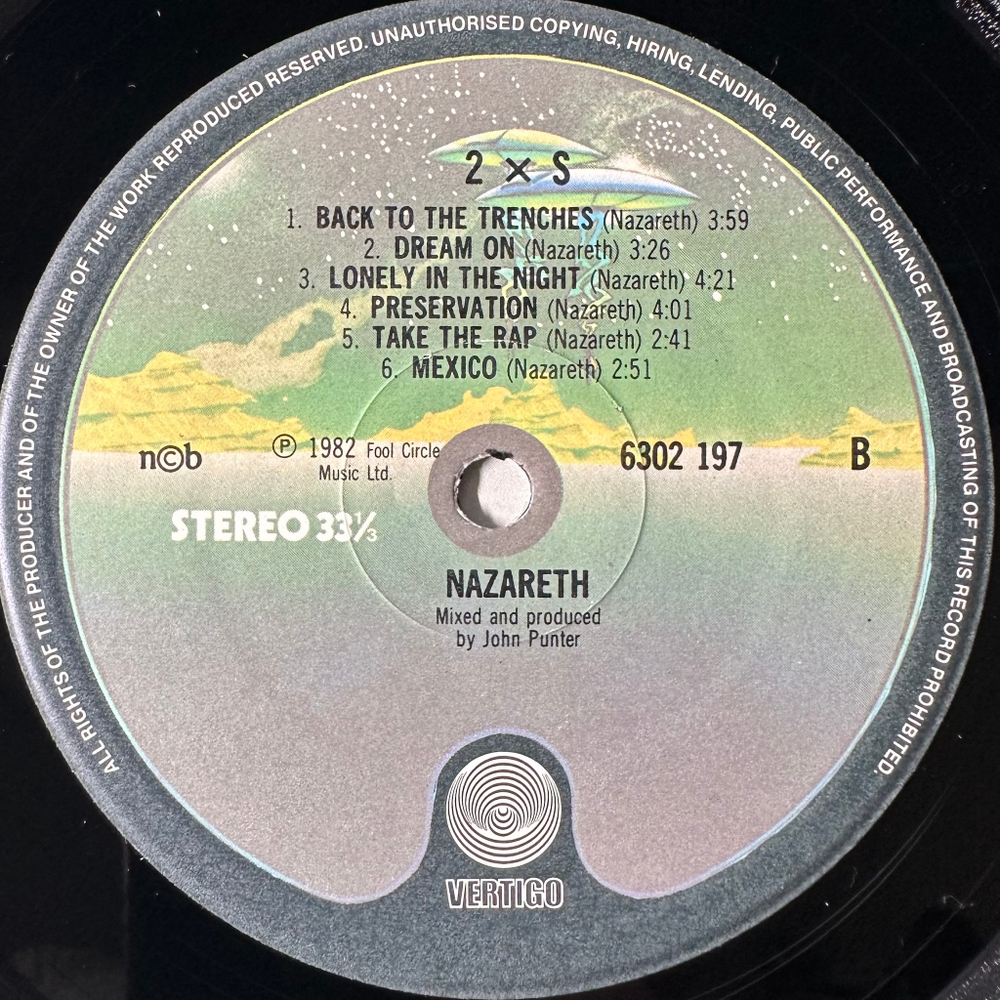 ALL RIGHTS OF THE PRODUCER AND OF THE OWNER OF THE WORK REPRODUCED RESERVED. UNAUTHORISED COPYING, HIRING, LENDING, PUBLIC PERFORMANCE AND BROADCASTING OF THIS RECORD PROHIBITED.
2 × S
1. BACK TO THE TRENCHES (Nazareth) 3:59
2. DREAM ON (Nazareth) 3:26
3. LONELY IN THE NIGHT (Nazareth) 4:21
4. PRESERVATION (Nazareth) 4:01
5. TAKE THE RAP (Nazareth) 2:41
6. MEXICO (Nazareth) 2:51
n©b ℗ 1982 Fool Circle 6302 197 B
Music Ltd.
STEREO 33⅓
NAZARETH
Mixed and produced
by John Punter
VERTIGO